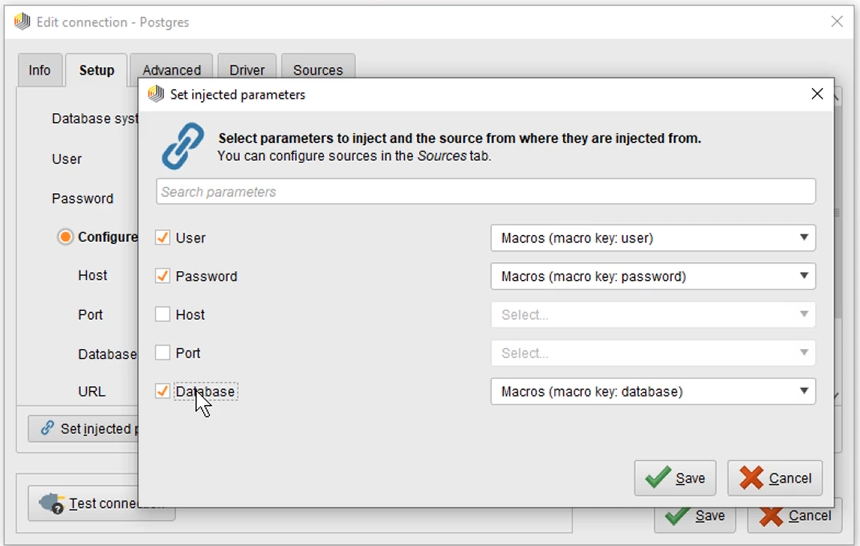 Edit connection - Postgres
Info
Setup
Advanced
Driver
Sources
Set injected parameters
Select parameters to inject and the source from where they are injected from.
You can configure sources in the Sources tab.
Search parameters
User
Macros (macro key: user)
Password
Macros (macro key: password)
Host
Select...
Port
Select...
Database
Macros (macro key: database)
Save
Cancel
Database syst
User
Password
Configure
Host
Port
Database
URL
Set injected p
Test connec
Save
Cancel